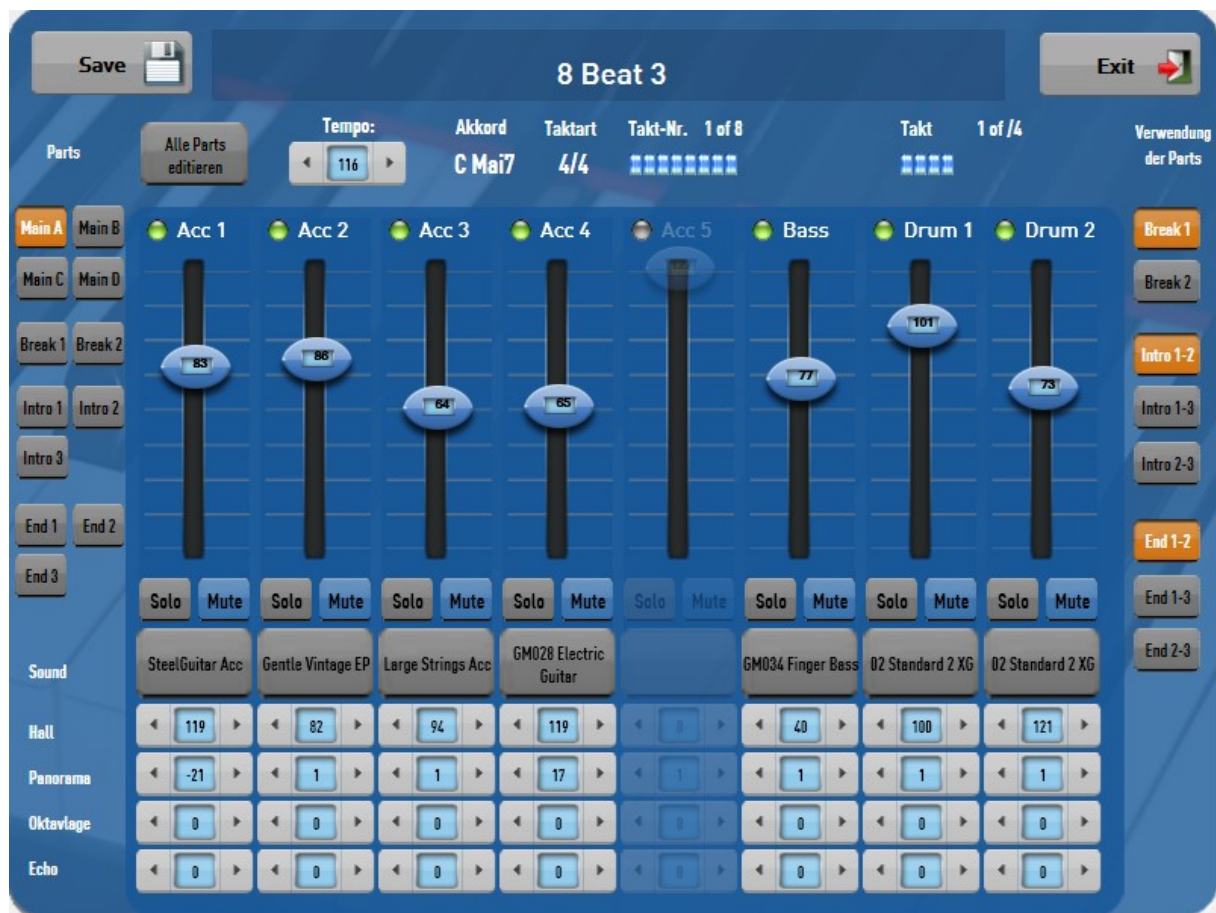 Save
8 Beat 3
Exit
Parts
Alle Parts
editieren
Tempo:
116
Akkord
C Maj7
Taktart
4/4
Takt-Nr. 1 of 8
Takt 1 of /4
Verwendung
der Parts
Main A Main B
Main C Main D
Break 1 Break 2
Intro 1 Intro 2
Intro 3
End 1 End 2
End 3
Acc 1 Acc 2 Acc 3 Acc 4 Acc 5 Bass Drum 1 Drum 2
83 86 64 65 77 101 73
Solo Mute Solo Mute Solo Mute Solo Mute Solo Mute Solo Mute Solo Mute Solo Mute
Break 1
Break 2
Intro 1-2
Intro 1-3
Intro 2-3
End 1-2
End 1-3
End 2-3
Sound
SteelGuitar Acc
Gentle Vintage EP
Large Strings Acc
GM028 Electric
Guitar
GM034 Finger Bass
02 Standard 2 XG
02 Standard 2 XG
Hall 119 82 94 119 40 100 121
Panorama -21 1 1 17 1 1 1 1
Oktavlage 0 0 0 0 0 0 0
Echo 0 0 0 0 0 0 0